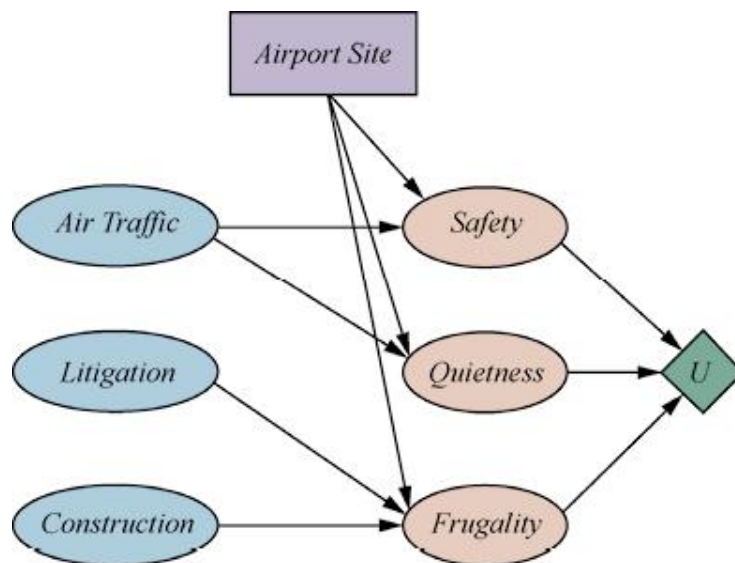 Airport Site
Air Traffic
Safety
Litigation
Quietness
U
Construction
Frugality